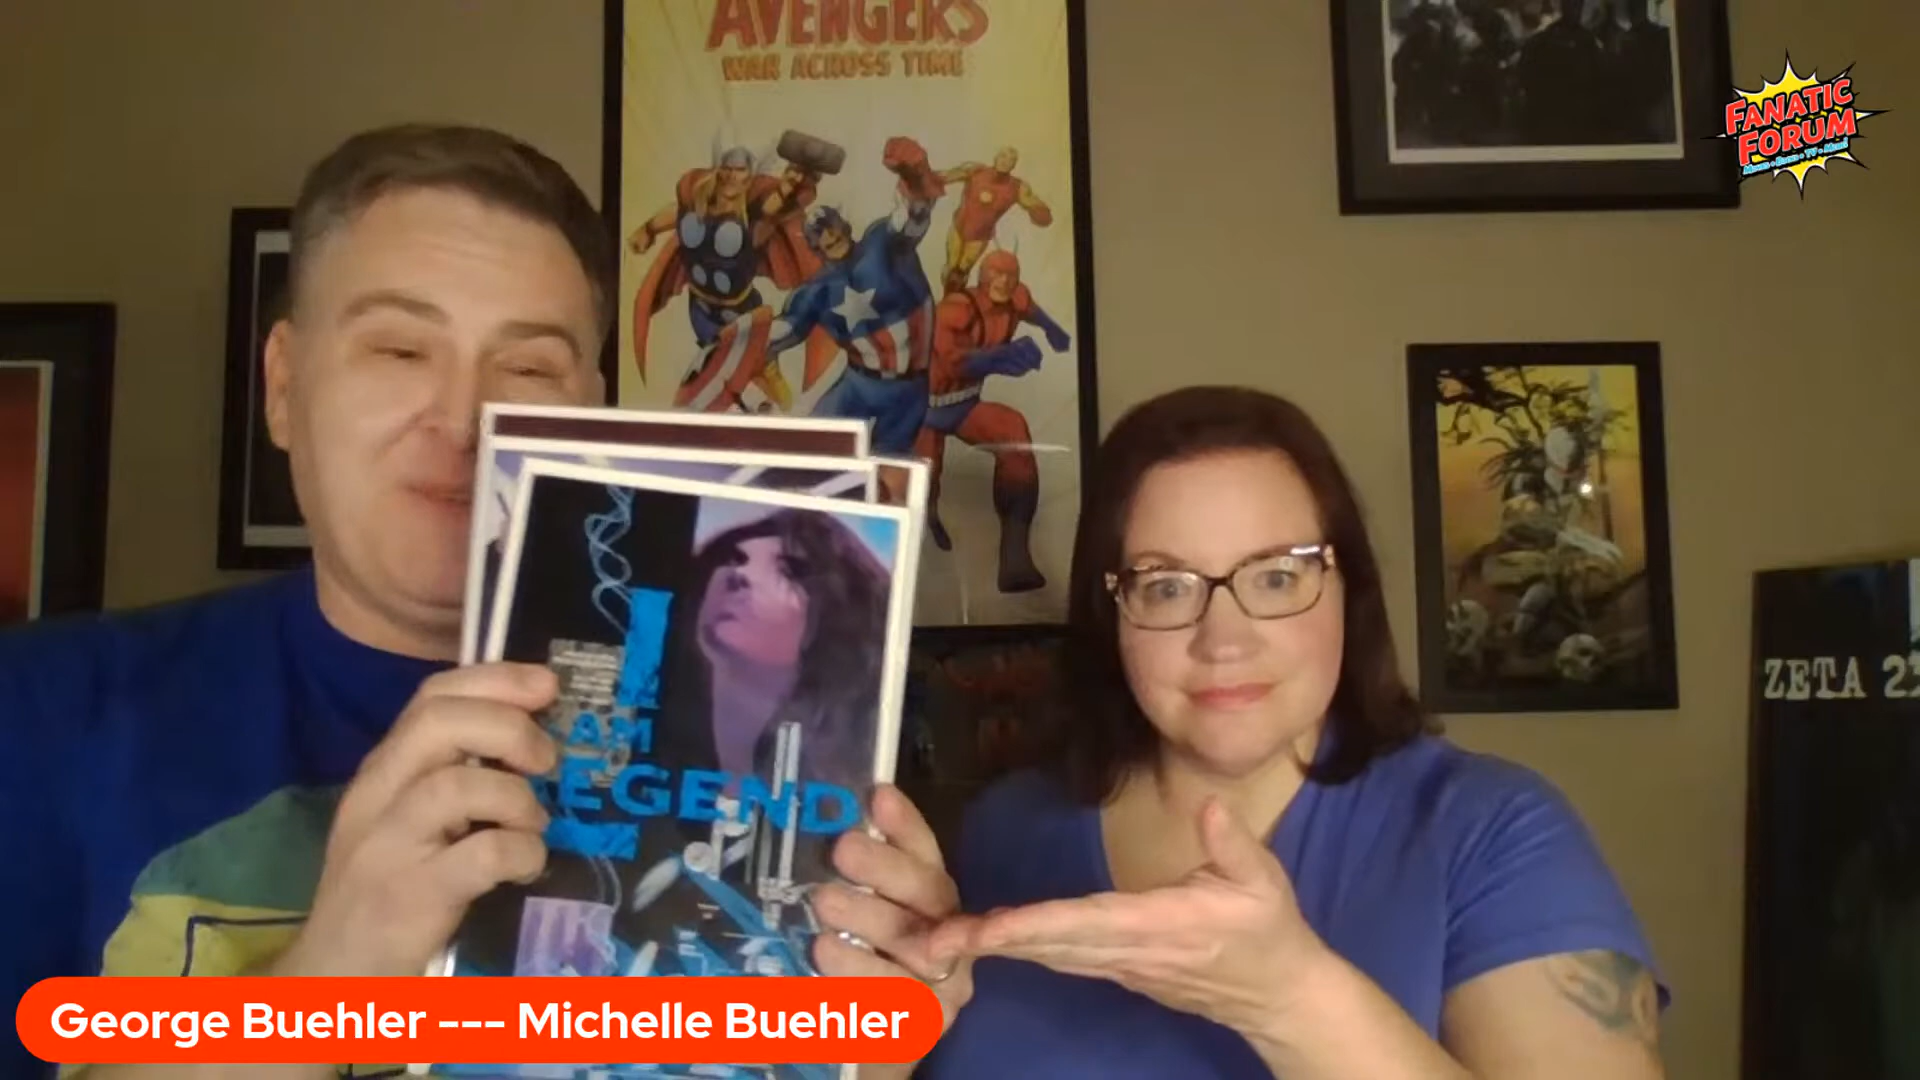 AVENGERS
WAR ACROSS TIME
FANATIC
FORUM
I
AM
LEGEND
ZETA
George Buehler --- Michelle Buehler